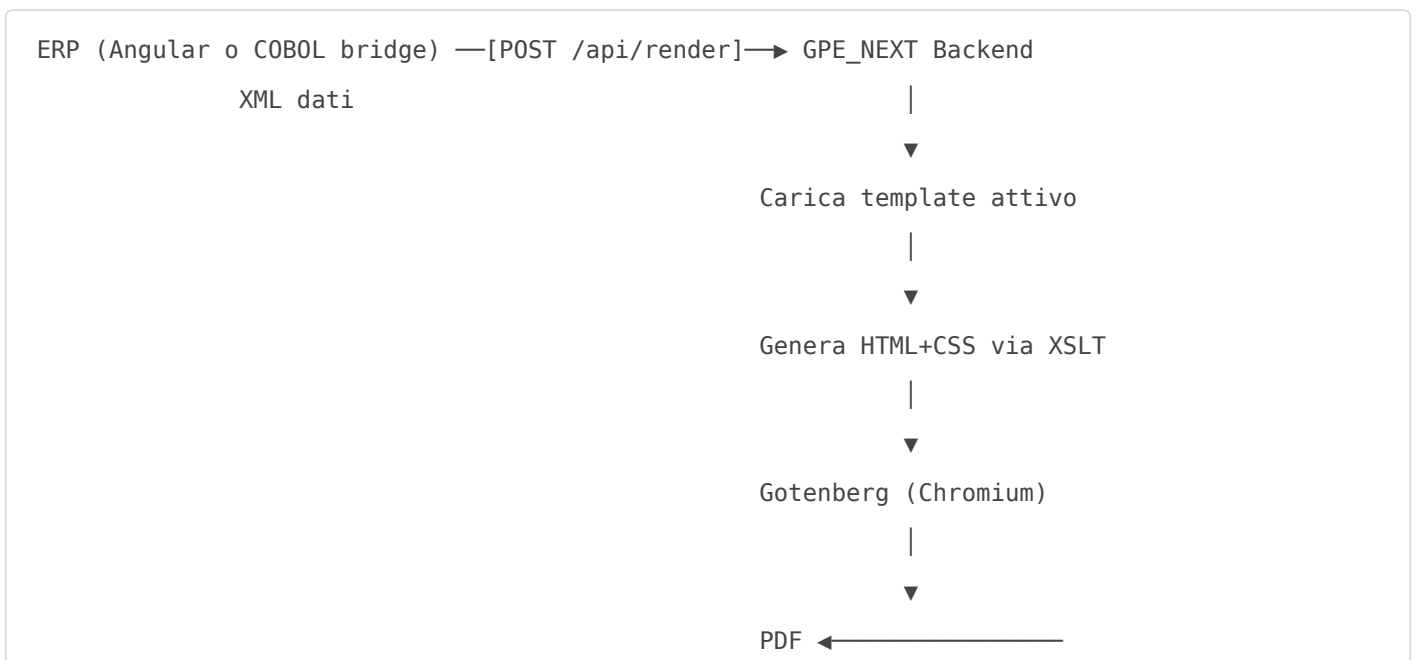 ERP (Angular o COBOL bridge) ──[POST /api/render]──▶ GPE_NEXT Backend
XML dati │
▼
Carica template attivo
│
▼
Genera HTML+CSS via XSLT
│
▼
Gotenberg (Chromium)
│
▼
PDF ◀──────────────────